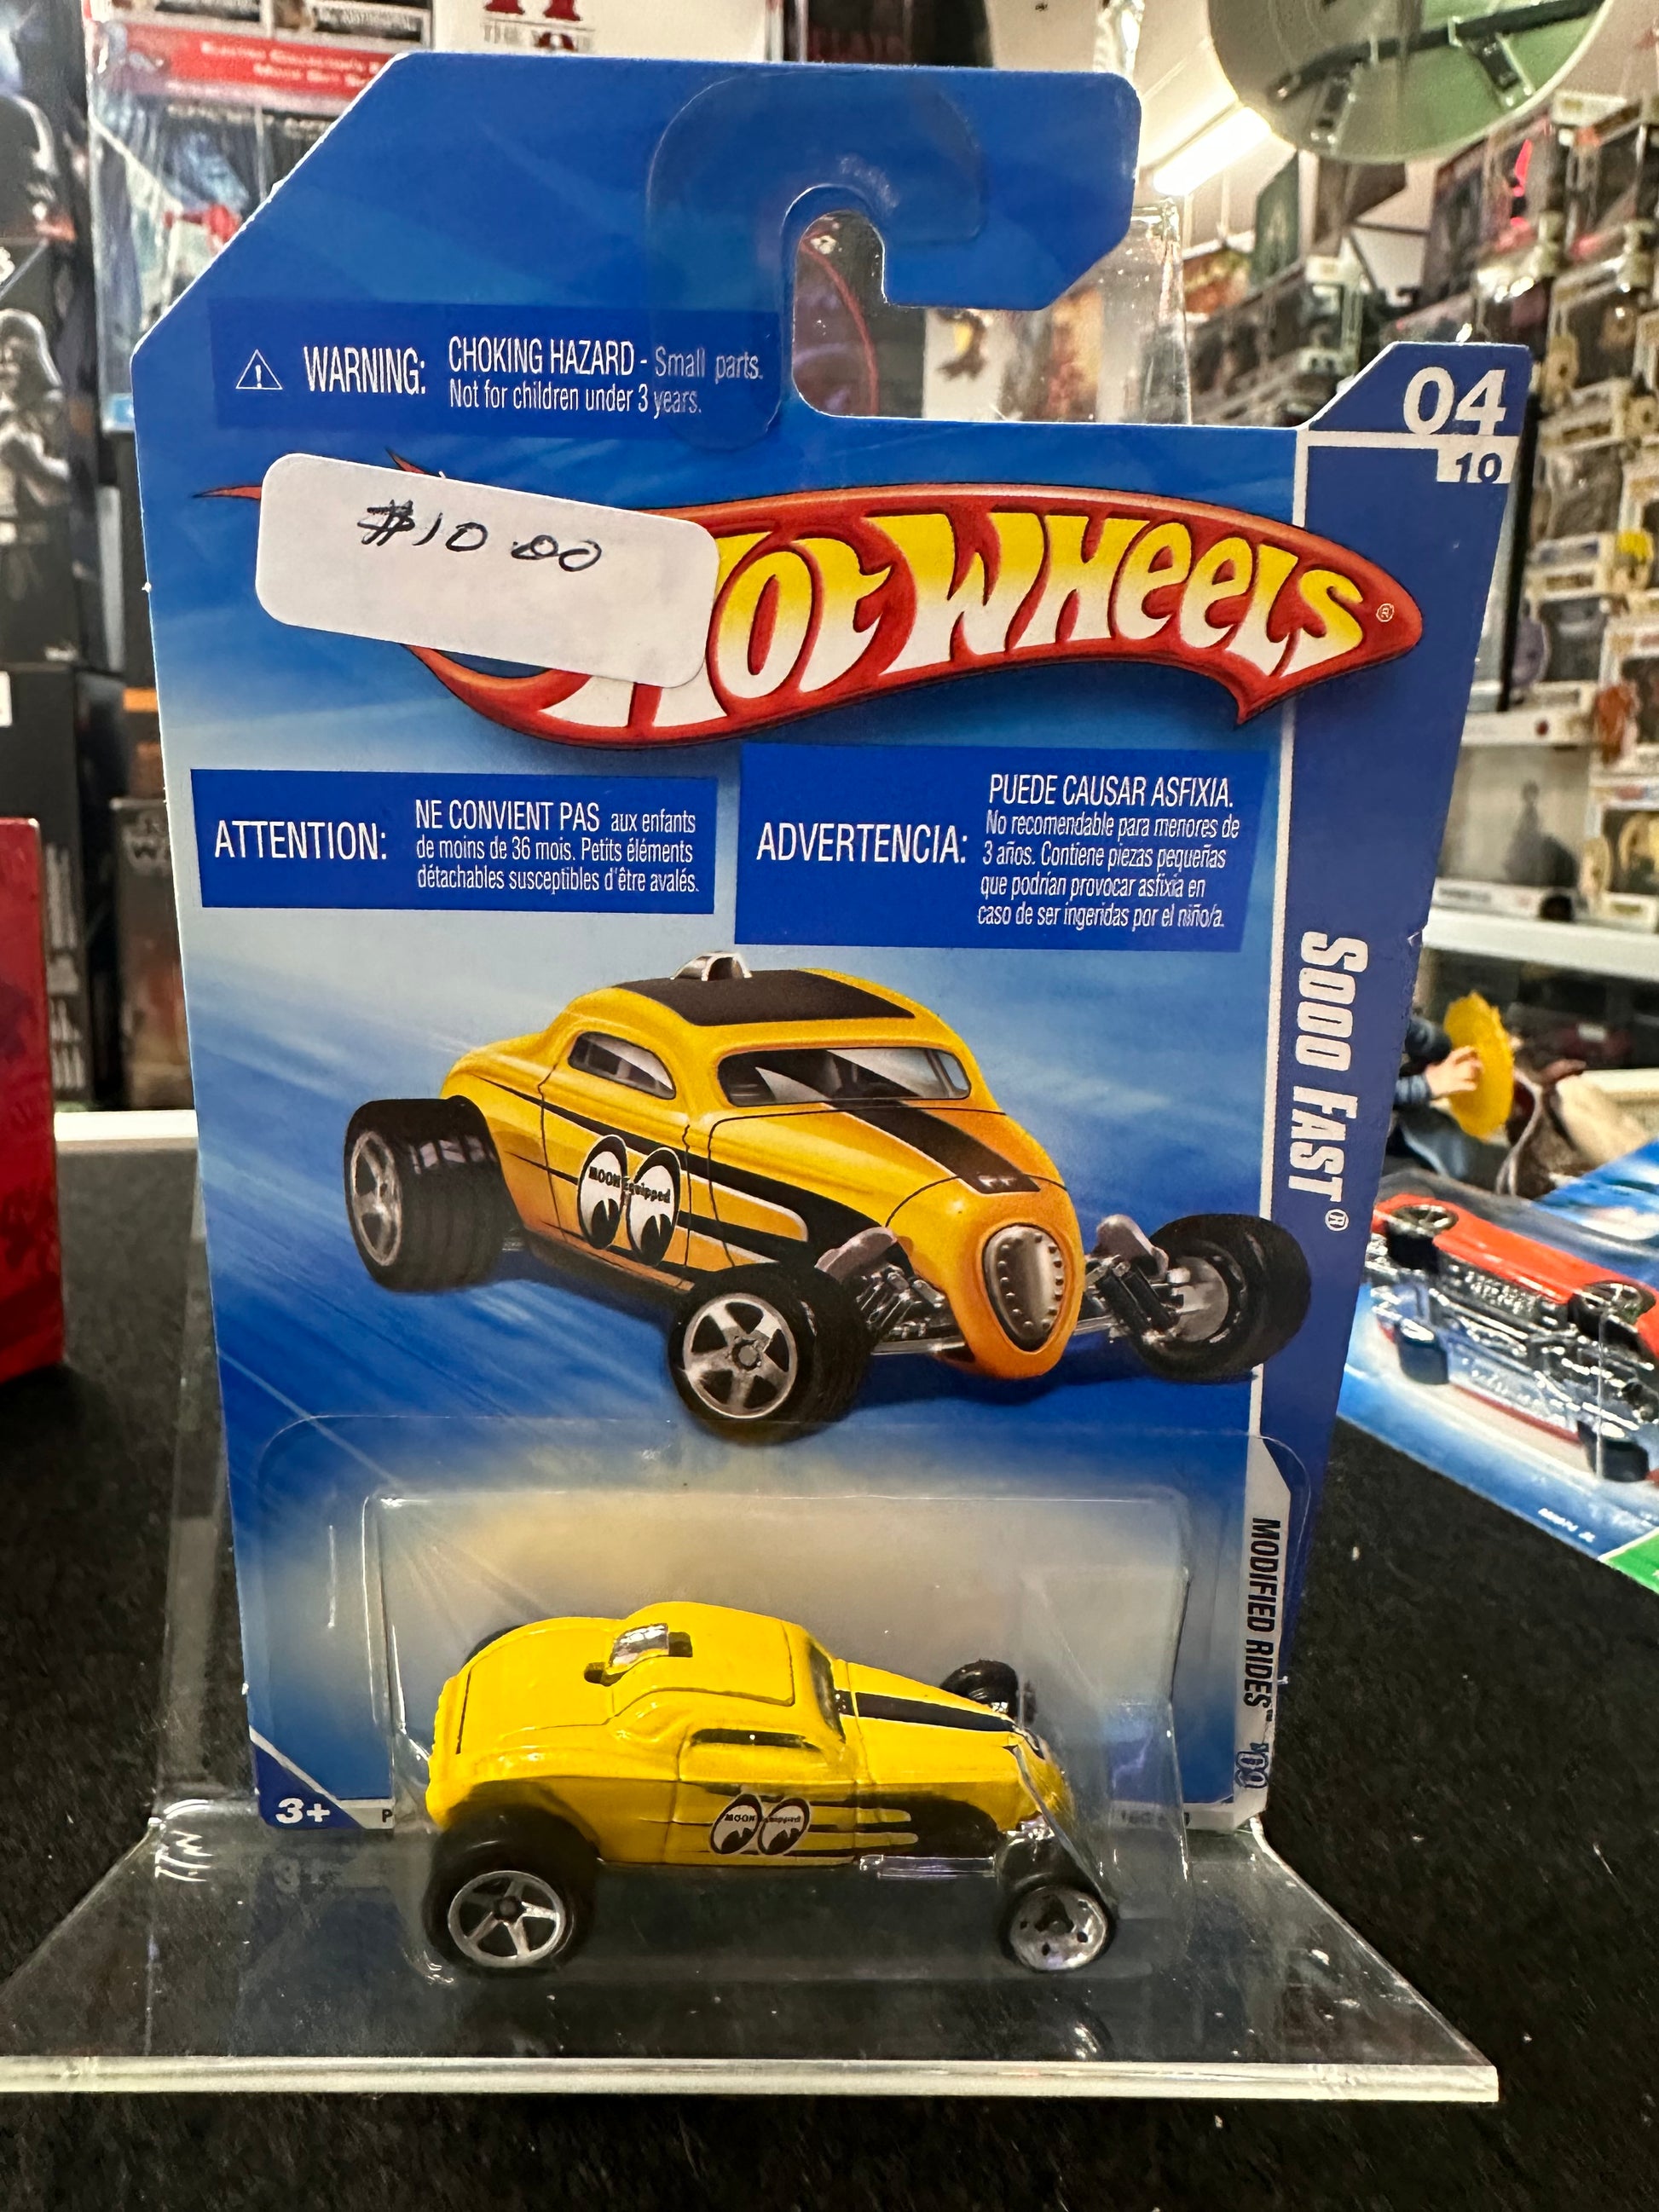 ⚠ WARNING: CHOKING HAZARD - Small parts.
Not for children under 3 years.
04
10
$10.00
HOT WHEELS®
ATTENTION: NE CONVIENT PAS aux enfants
de moins de 36 mois. Petits éléments
détachables susceptibles d'être avalés.
ADVERTENCIA: PUEDE CAUSAR ASFIXIA.
No recomendable para menores de
3 años. Contiene piezas pequeñas
que podrían provocar asfixia en
caso de ser ingeridas por el niño/a.
SOOO FAST®
MOON Equipped
MODIFIED RIDES™ '09
MOON Equipped
3+